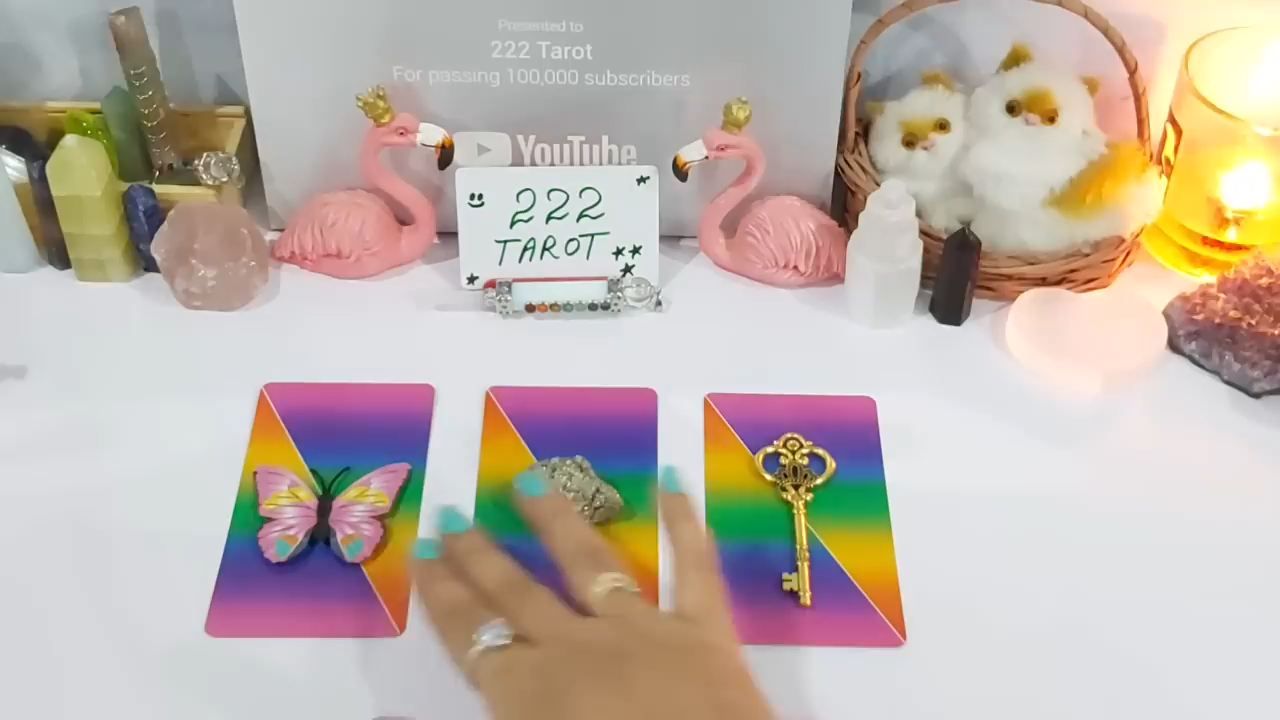 Presented to
222 Tarot
For passing 100,000 subscribers
YouTube
222
TAROT